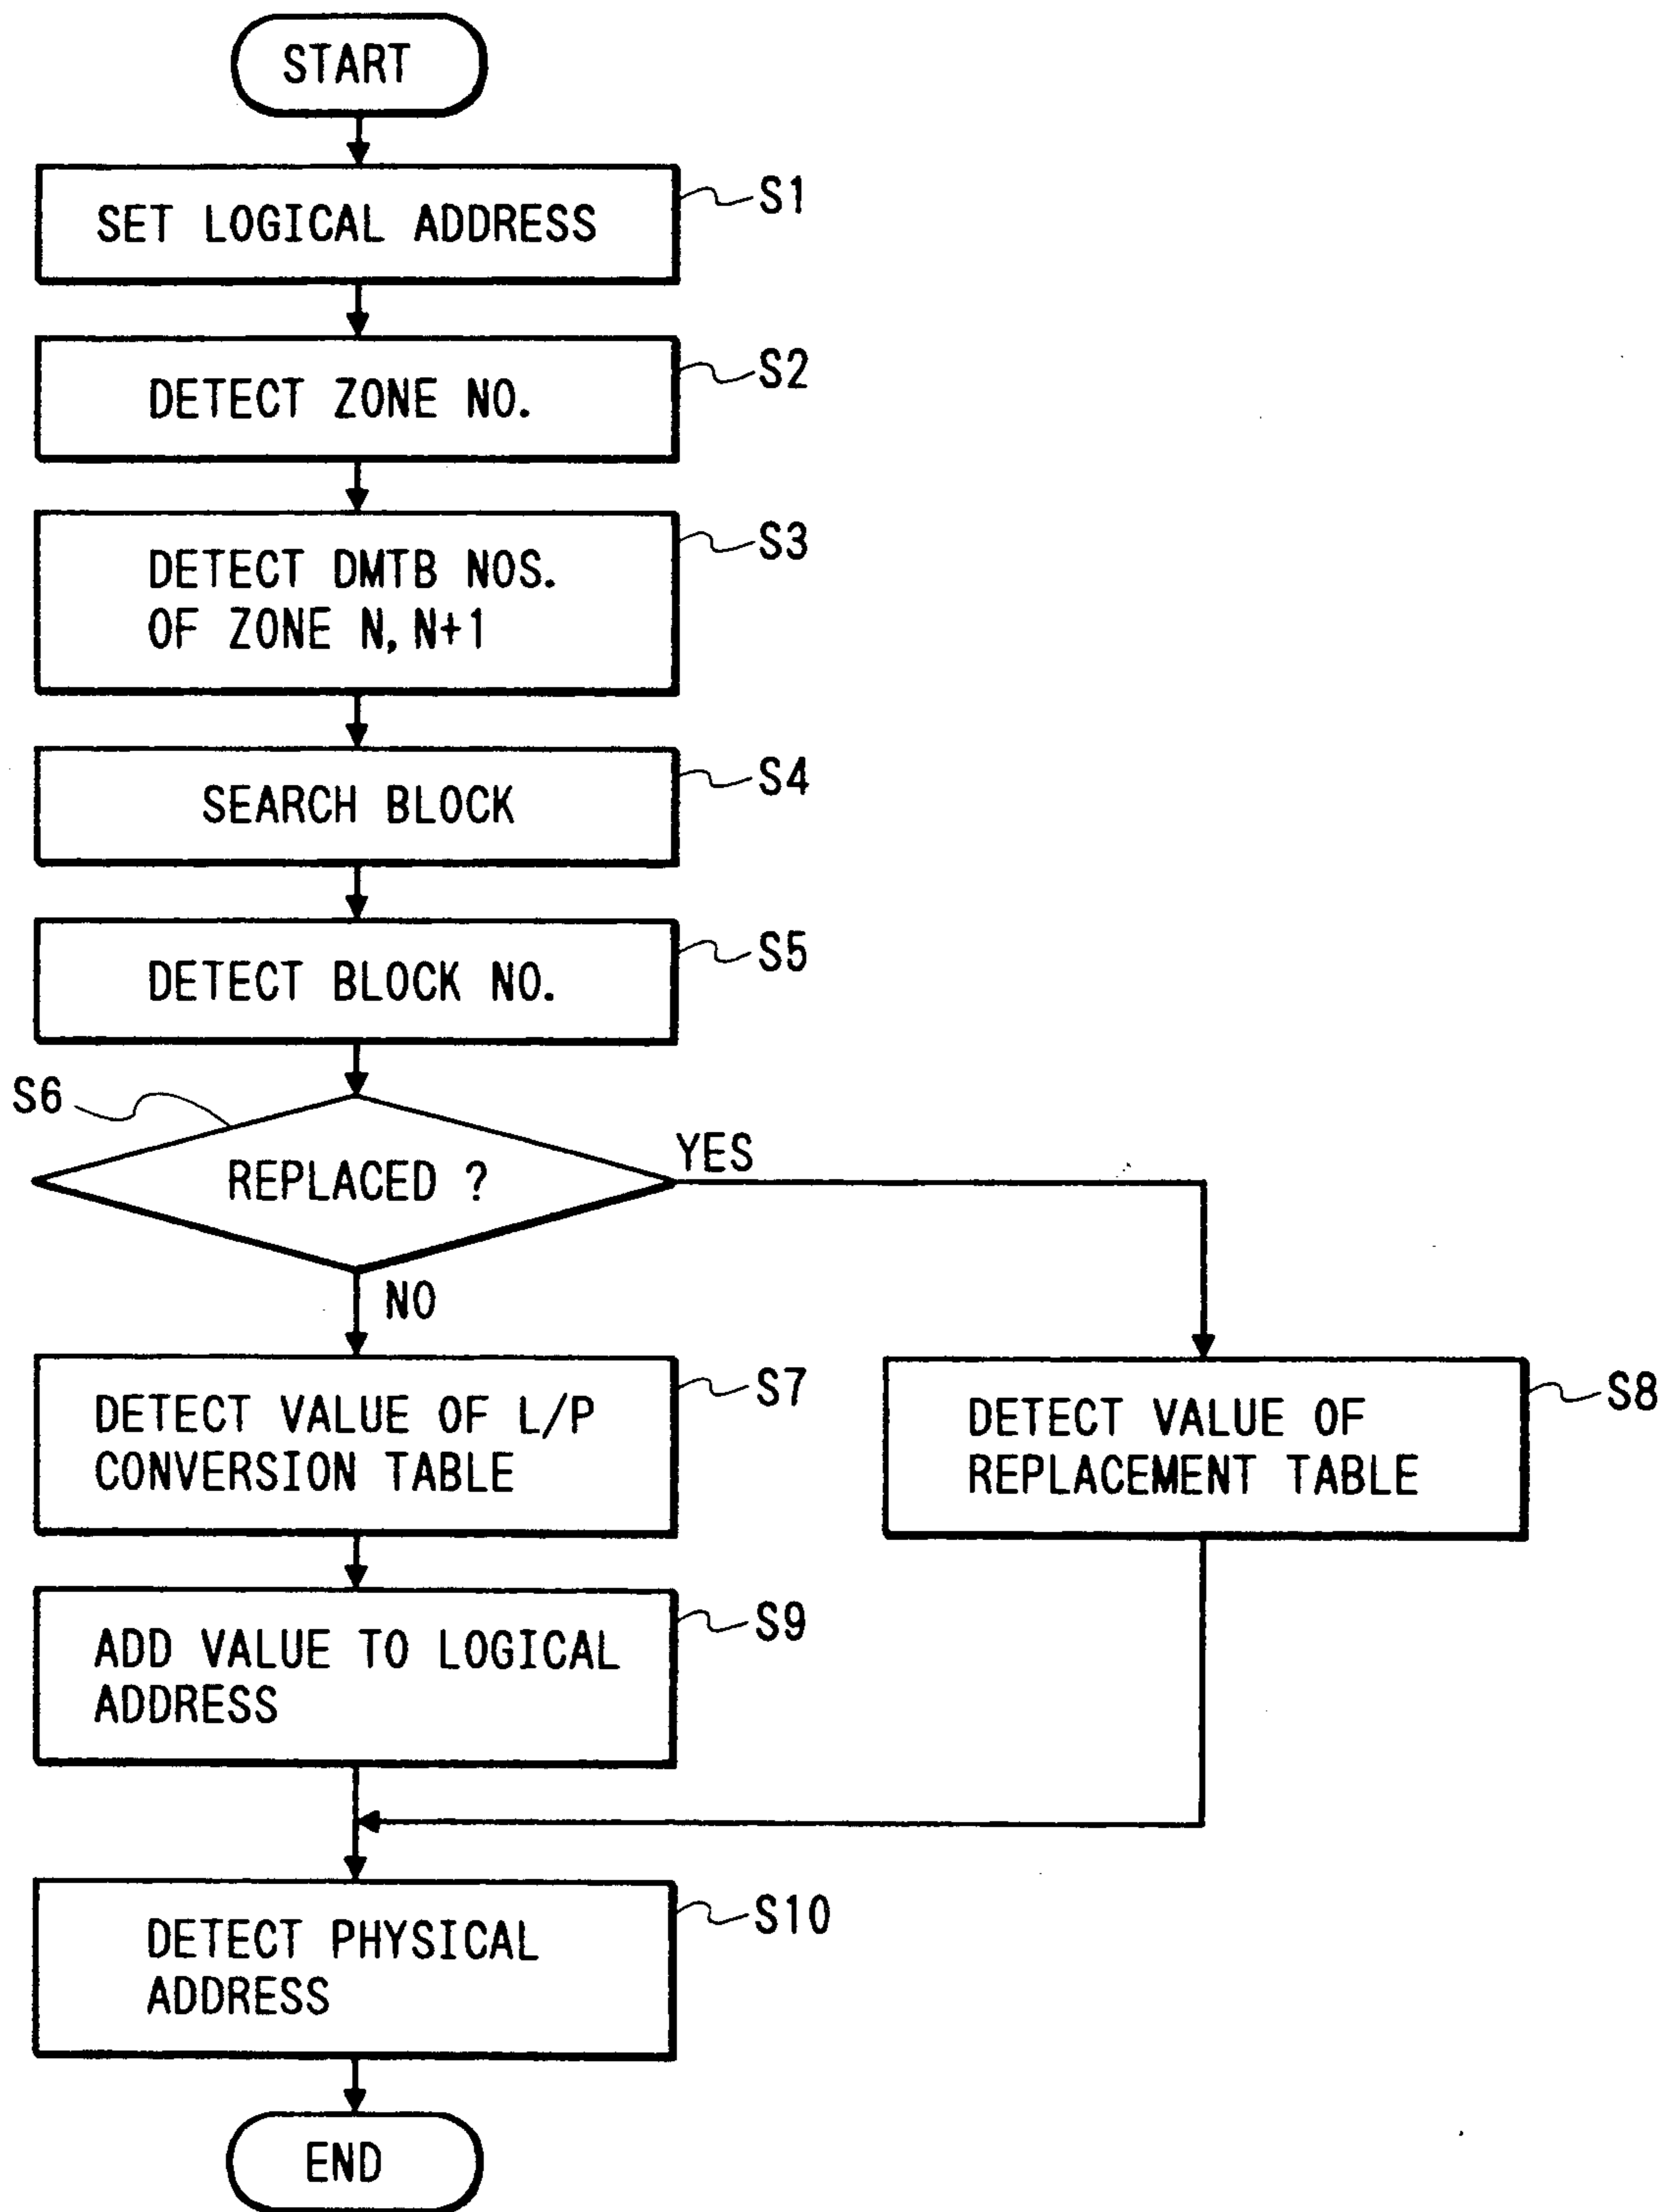 START
SET LOGICAL ADDRESS
S1
DETECT ZONE NO.
S2
DETECT DMTB NOS.
OF ZONE N, N+1
S3
SEARCH BLOCK
S4
DETECT BLOCK NO.
S5
S6
REPLACED ?
YES
NO
DETECT VALUE OF L/P
CONVERSION TABLE
S7
DETECT VALUE OF
REPLACEMENT TABLE
S8
ADD VALUE TO LOGICAL
ADDRESS
S9
DETECT PHYSICAL
ADDRESS
S10
END